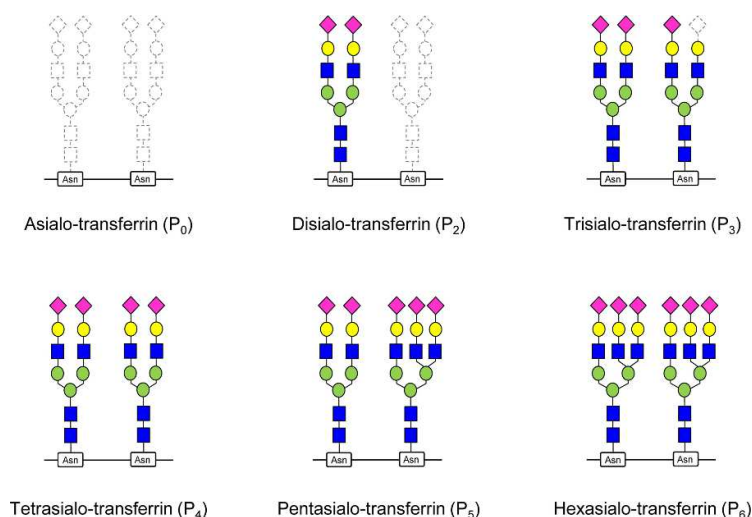 Asn Asn
Asn Asn
Asn Asn
Asialo-transferrin (P₀)
Disialo-transferrin (P₂)
Trisialo-transferrin (P₃)
Asn Asn
Asn Asn
Asn Asn
Tetrasialo-transferrin (P₄)
Pentasialo-transferrin (P₅)
Hexasialo-transferrin (P₆)